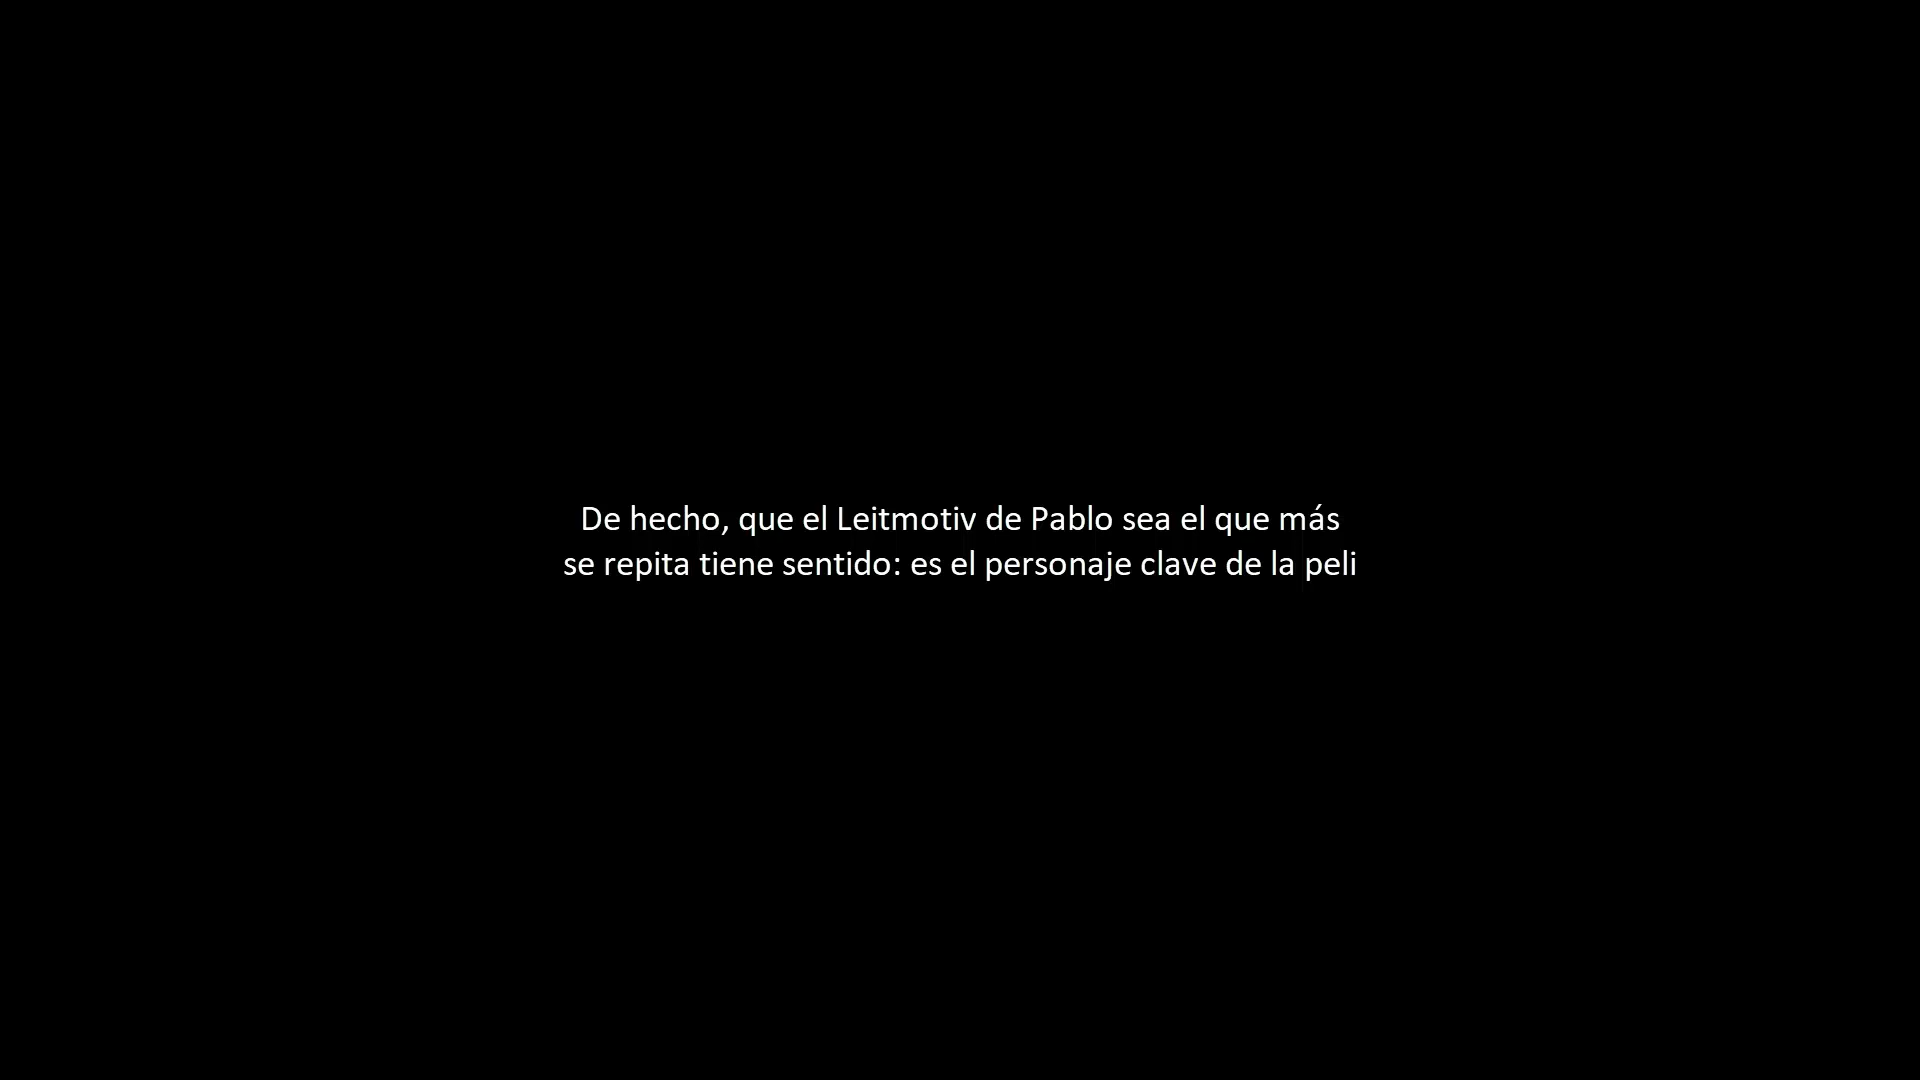 De hecho, que el Leitmotiv de Pablo sea el que más
se repita tiene sentido: es el personaje clave de la peli